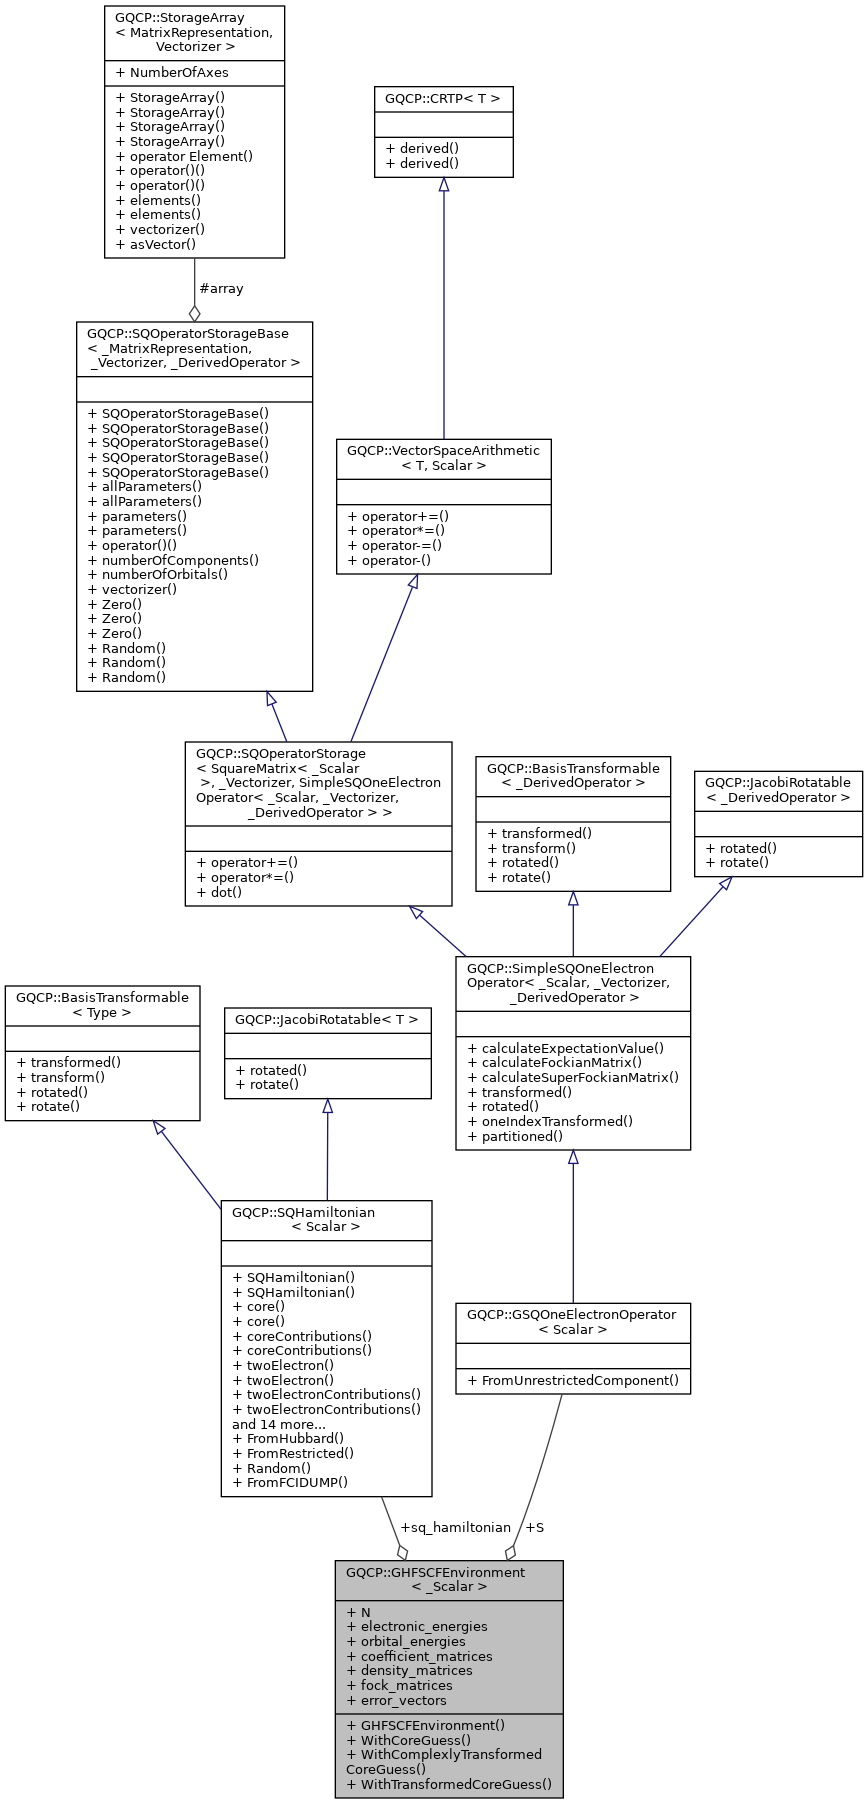 GQCP::StorageArray
< MatrixRepresentation,
Vectorizer >
+ NumberOfAxes
+ StorageArray()
+ StorageArray()
+ StorageArray()
+ StorageArray()
+ operator Element()
+ operator()()
+ operator()()
+ elements()
+ elements()
+ vectorizer()
+ asVector()
GQCP::CRTP< T >
+ derived()
+ derived()
#array
GQCP::SQOperatorStorageBase
< _MatrixRepresentation,
_Vectorizer, _DerivedOperator >
+ SQOperatorStorageBase()
+ SQOperatorStorageBase()
+ SQOperatorStorageBase()
+ SQOperatorStorageBase()
+ SQOperatorStorageBase()
+ allParameters()
+ allParameters()
+ parameters()
+ parameters()
+ operator()()
+ numberOfComponents()
+ numberOfOrbitals()
+ vectorizer()
+ Zero()
+ Zero()
+ Zero()
+ Random()
+ Random()
+ Random()
GQCP::VectorSpaceArithmetic
< T, Scalar >
+ operator+=()
+ operator*=()
+ operator-=()
+ operator-()
GQCP::SQOperatorStorage
< SquareMatrix< _Scalar
>, _Vectorizer, SimpleSQOneElectron
Operator< _Scalar, _Vectorizer,
_DerivedOperator > >
+ operator+=()
+ operator*=()
+ dot()
GQCP::BasisTransformable
< _DerivedOperator >
+ transformed()
+ transform()
+ rotated()
+ rotate()
GQCP::JacobiRotatable
< _DerivedOperator >
+ rotated()
+ rotate()
GQCP::SimpleSQOneElectron
Operator< _Scalar, _Vectorizer,
_DerivedOperator >
+ calculateExpectationValue()
+ calculateFockianMatrix()
+ calculateSuperFockianMatrix()
+ transformed()
+ rotated()
+ oneIndexTransformed()
+ partitioned()
GQCP::BasisTransformable
< Type >
+ transformed()
+ transform()
+ rotated()
+ rotate()
GQCP::JacobiRotatable< T >
+ rotated()
+ rotate()
GQCP::SQHamiltonian
< Scalar >
+ SQHamiltonian()
+ SQHamiltonian()
+ core()
+ core()
+ coreContributions()
+ coreContributions()
+ twoElectron()
+ twoElectron()
+ twoElectronContributions()
+ twoElectronContributions()
and 14 more...
+ FromHubbard()
+ FromRestricted()
+ Random()
+ FromFCIDUMP()
GQCP::GSQOneElectronOperator
< Scalar >
+ FromUnrestrictedComponent()
+sq_hamiltonian
+S
GQCP::GHFSCFEnvironment
< _Scalar >
+ N
+ electronic_energies
+ orbital_energies
+ coefficient_matrices
+ density_matrices
+ fock_matrices
+ error_vectors
+ GHFSCFEnvironment()
+ WithCoreGuess()
+ WithComplexlyTransformed
CoreGuess()
+ WithTransformedCoreGuess()